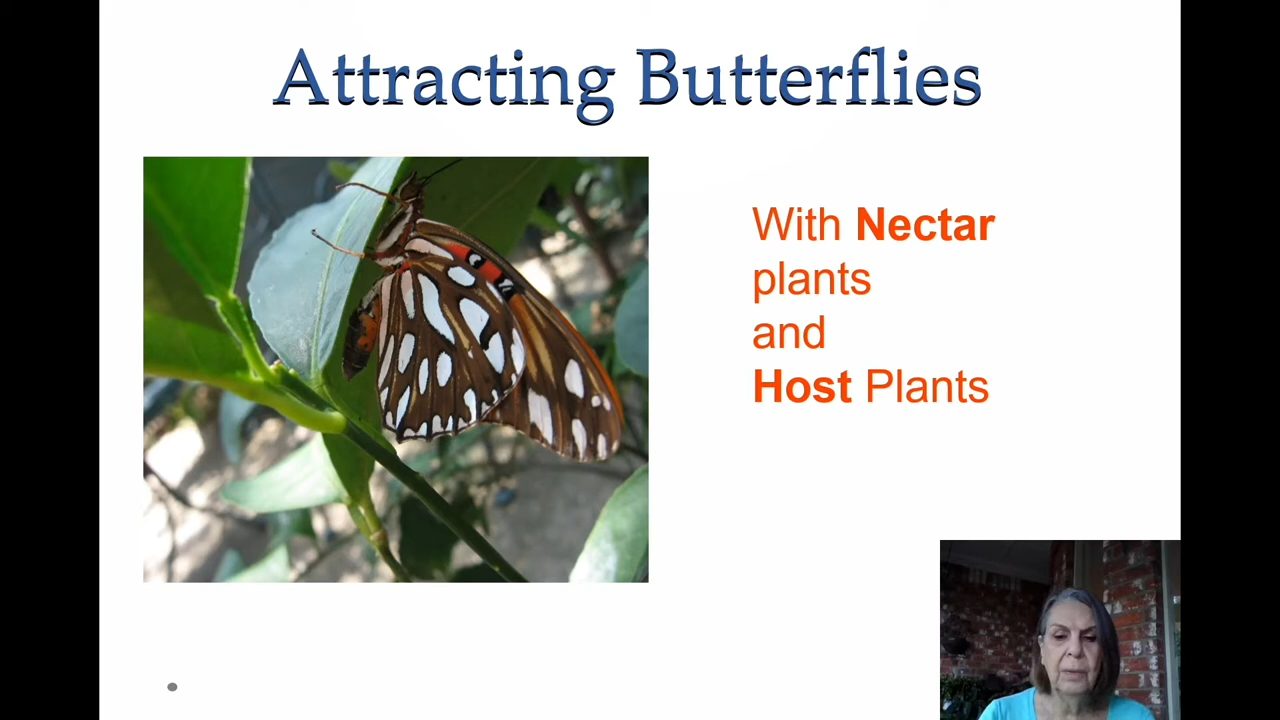 Attracting Butterflies
With Nectar
plants
and
Host Plants